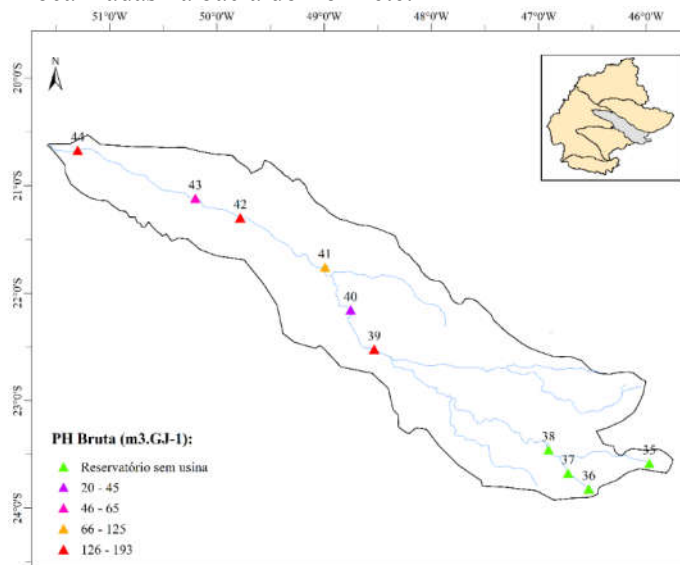 51°0'W 50°0'W 49°0'W 48°0'W 47°0'W 46°0'W
20°0'S
N
44
21°0'S
43
42
41
22°0'S
40
39
23°0'S
38
37
35
36
24°0'S
PH Bruta (m3.GJ-1):
Reservatório sem usina
20 - 45
46 - 65
66 - 125
126 - 193